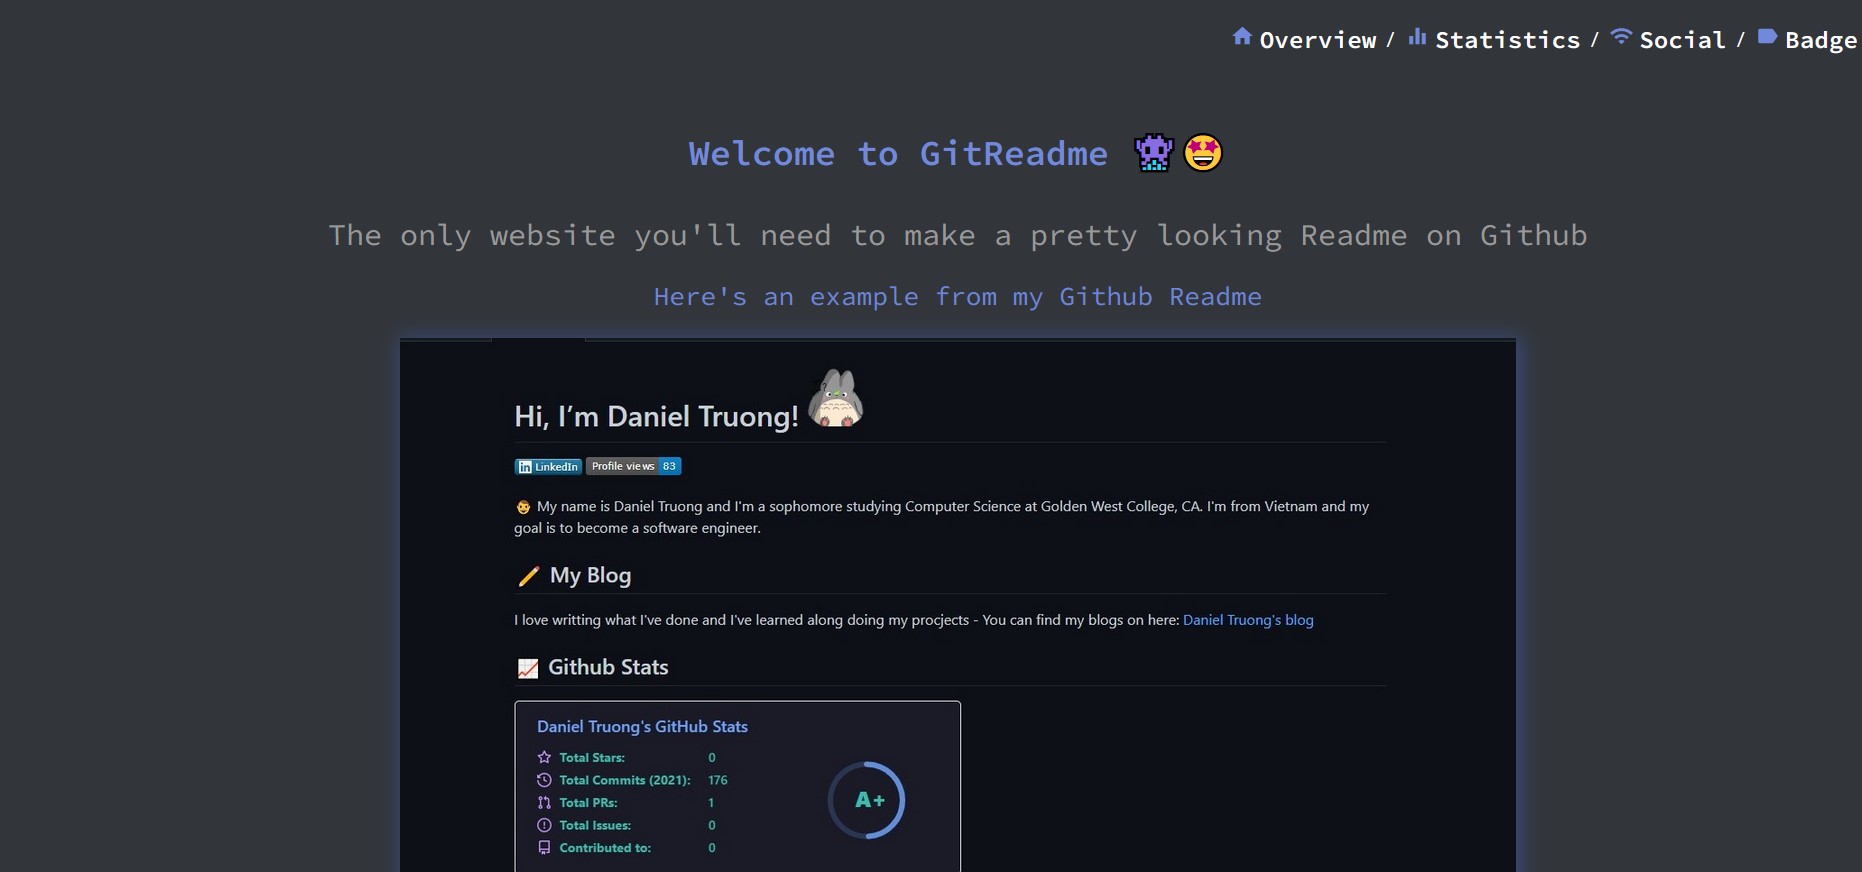 Overview / Statistics / Social / Badge
Welcome to GitReadme
The only website you'll need to make a pretty looking Readme on Github
Here's an example from my Github Readme
Hi, I’m Daniel Truong!
in LinkedIn Profile views 83
My name is Daniel Truong and I'm a sophomore studying Computer Science at Golden West College, CA. I'm from Vietnam and my
goal is to become a software engineer.
My Blog
I love writting what I've done and I've learned along doing my procjects - You can find my blogs on here: Daniel Truong's blog
Github Stats
Daniel Truong's GitHub Stats
Total Stars: 0
Total Commits (2021): 176
Total PRs: 1
Total Issues: 0
Contributed to: 0
A+